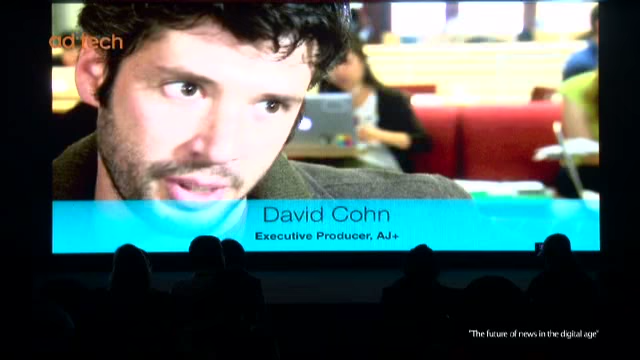 ad:tech
David Cohn
Executive Producer, AJ+
"The future of news in the digital age"